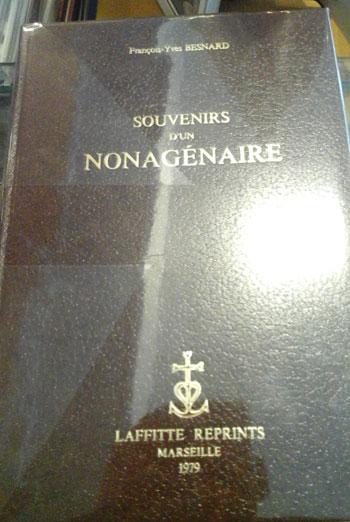 François-Yves BESNARD
SOUVENIRS
D'UN
NONAGÉNAIRE
LAFFITTE REPRINTS
MARSEILLE
1979